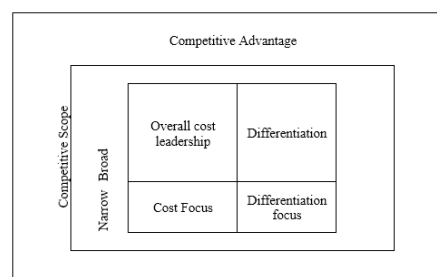 Competitive Advantage
Competitive Scope
Narrow Broad
Overall cost
leadership
Differentiation
Cost Focus
Differentiation
focus